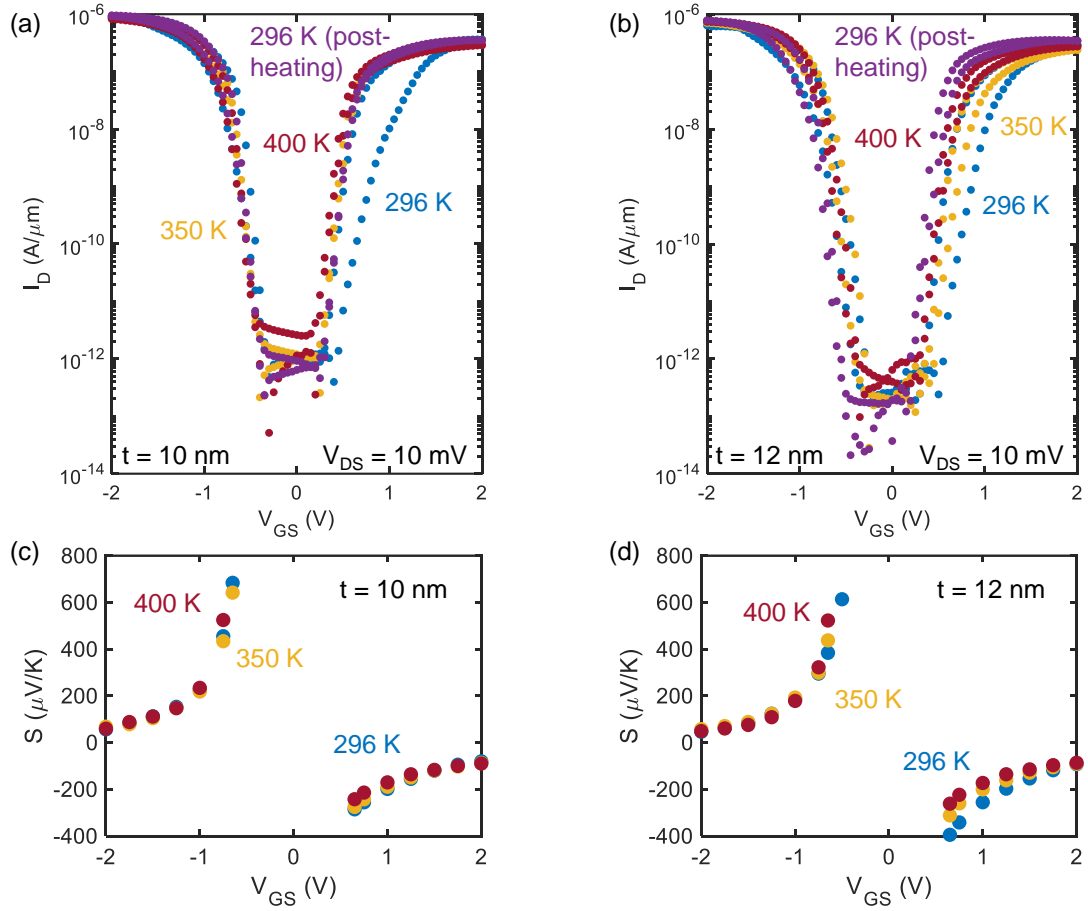 (a)
10-6
10-8
10-10
10-12
10-14
I_D (A/μm)
296 K (post-
heating)
400 K
350 K
296 K
t = 10 nm
V_DS = 10 mV
-2
-1
0
1
2
V_GS (V)
(b)
10-6
10-8
10-10
10-12
10-14
I_D (A/μm)
296 K (post-
heating)
400 K
350 K
296 K
t = 12 nm
V_DS = 10 mV
-2
-1
0
1
2
V_GS (V)
(c)
800
600
400
200
0
-200
-400
S (μV/K)
t = 10 nm
400 K
350 K
296 K
-2
-1
0
1
2
V_GS (V)
(d)
800
600
400
200
0
-200
-400
S (μV/K)
t = 12 nm
400 K
350 K
296 K
-2
-1
0
1
2
V_GS (V)